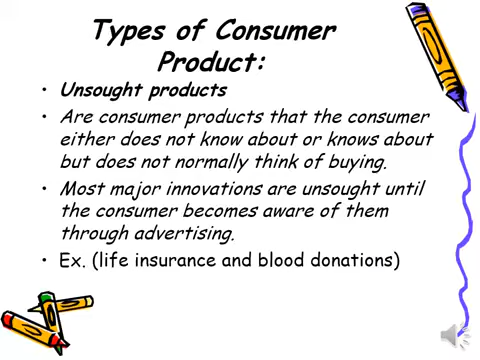 Types of Consumer
Product:
• Unsought products
• Are consumer products that the consumer
either does not know about or knows about
but does not normally think of buying.
• Most major innovations are unsought until
the consumer becomes aware of them
through advertising.
• Ex. (life insurance and blood donations)